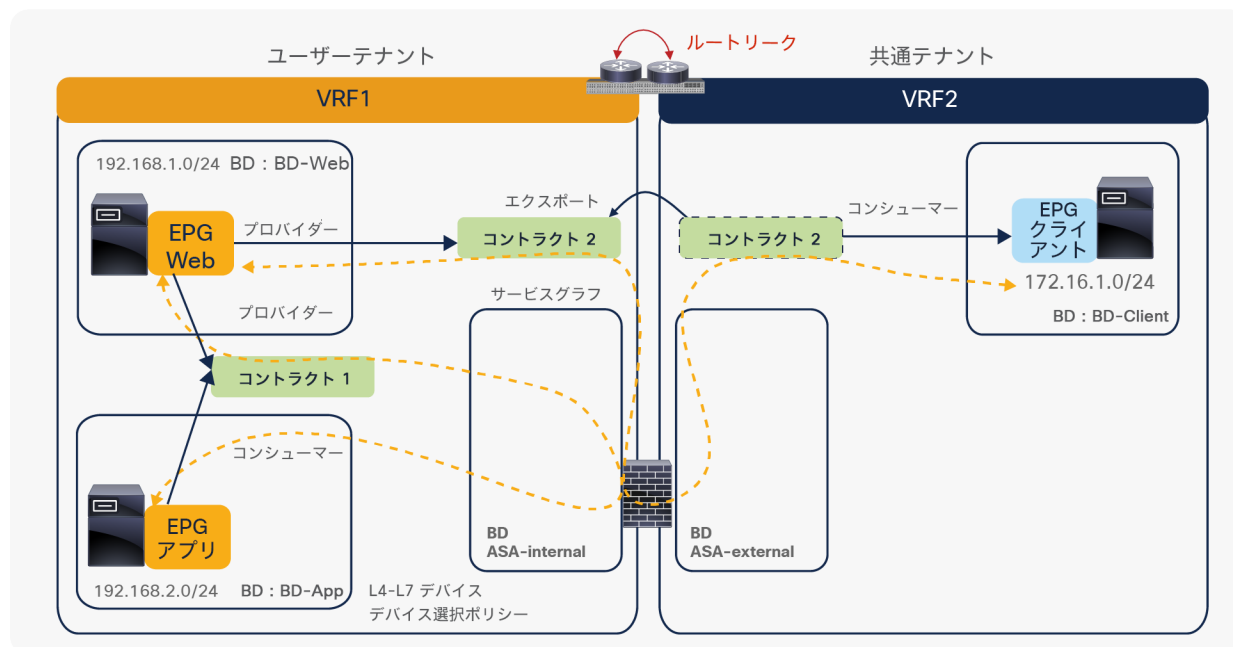 ルートリーク
ユーザーテナント
共通テナント
VRF1
VRF2
192.168.1.0/24 BD：BD-Web
EPG
Web
プロバイダー
エクスポート
コントラクト 2
コントラクト 2
コンシューマー
EPG
クライ
アント
172.16.1.0/24
BD：BD-Client
プロバイダー
サービスグラフ
コントラクト 1
コンシューマー
EPG
アプリ
192.168.2.0/24 BD：BD-App
BD
ASA-internal
BD
ASA-external
L4-L7 デバイス
デバイス選択ポリシー